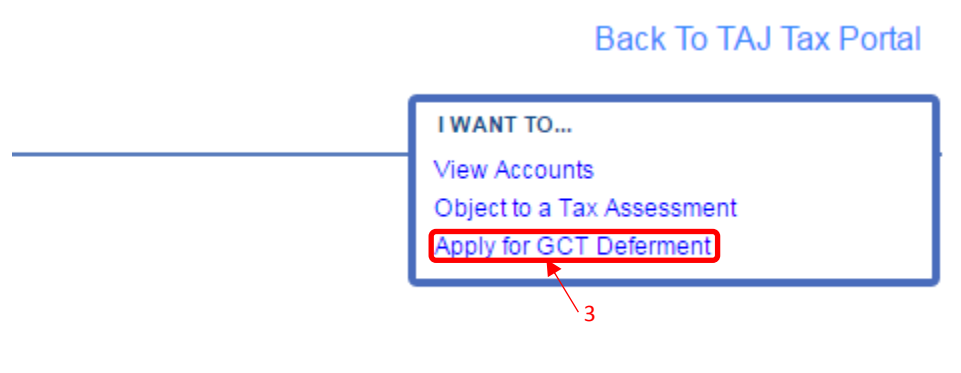 Back To TAJ Tax Portal
I WANT TO...
View Accounts
Object to a Tax Assessment
Apply for GCT Deferment
3